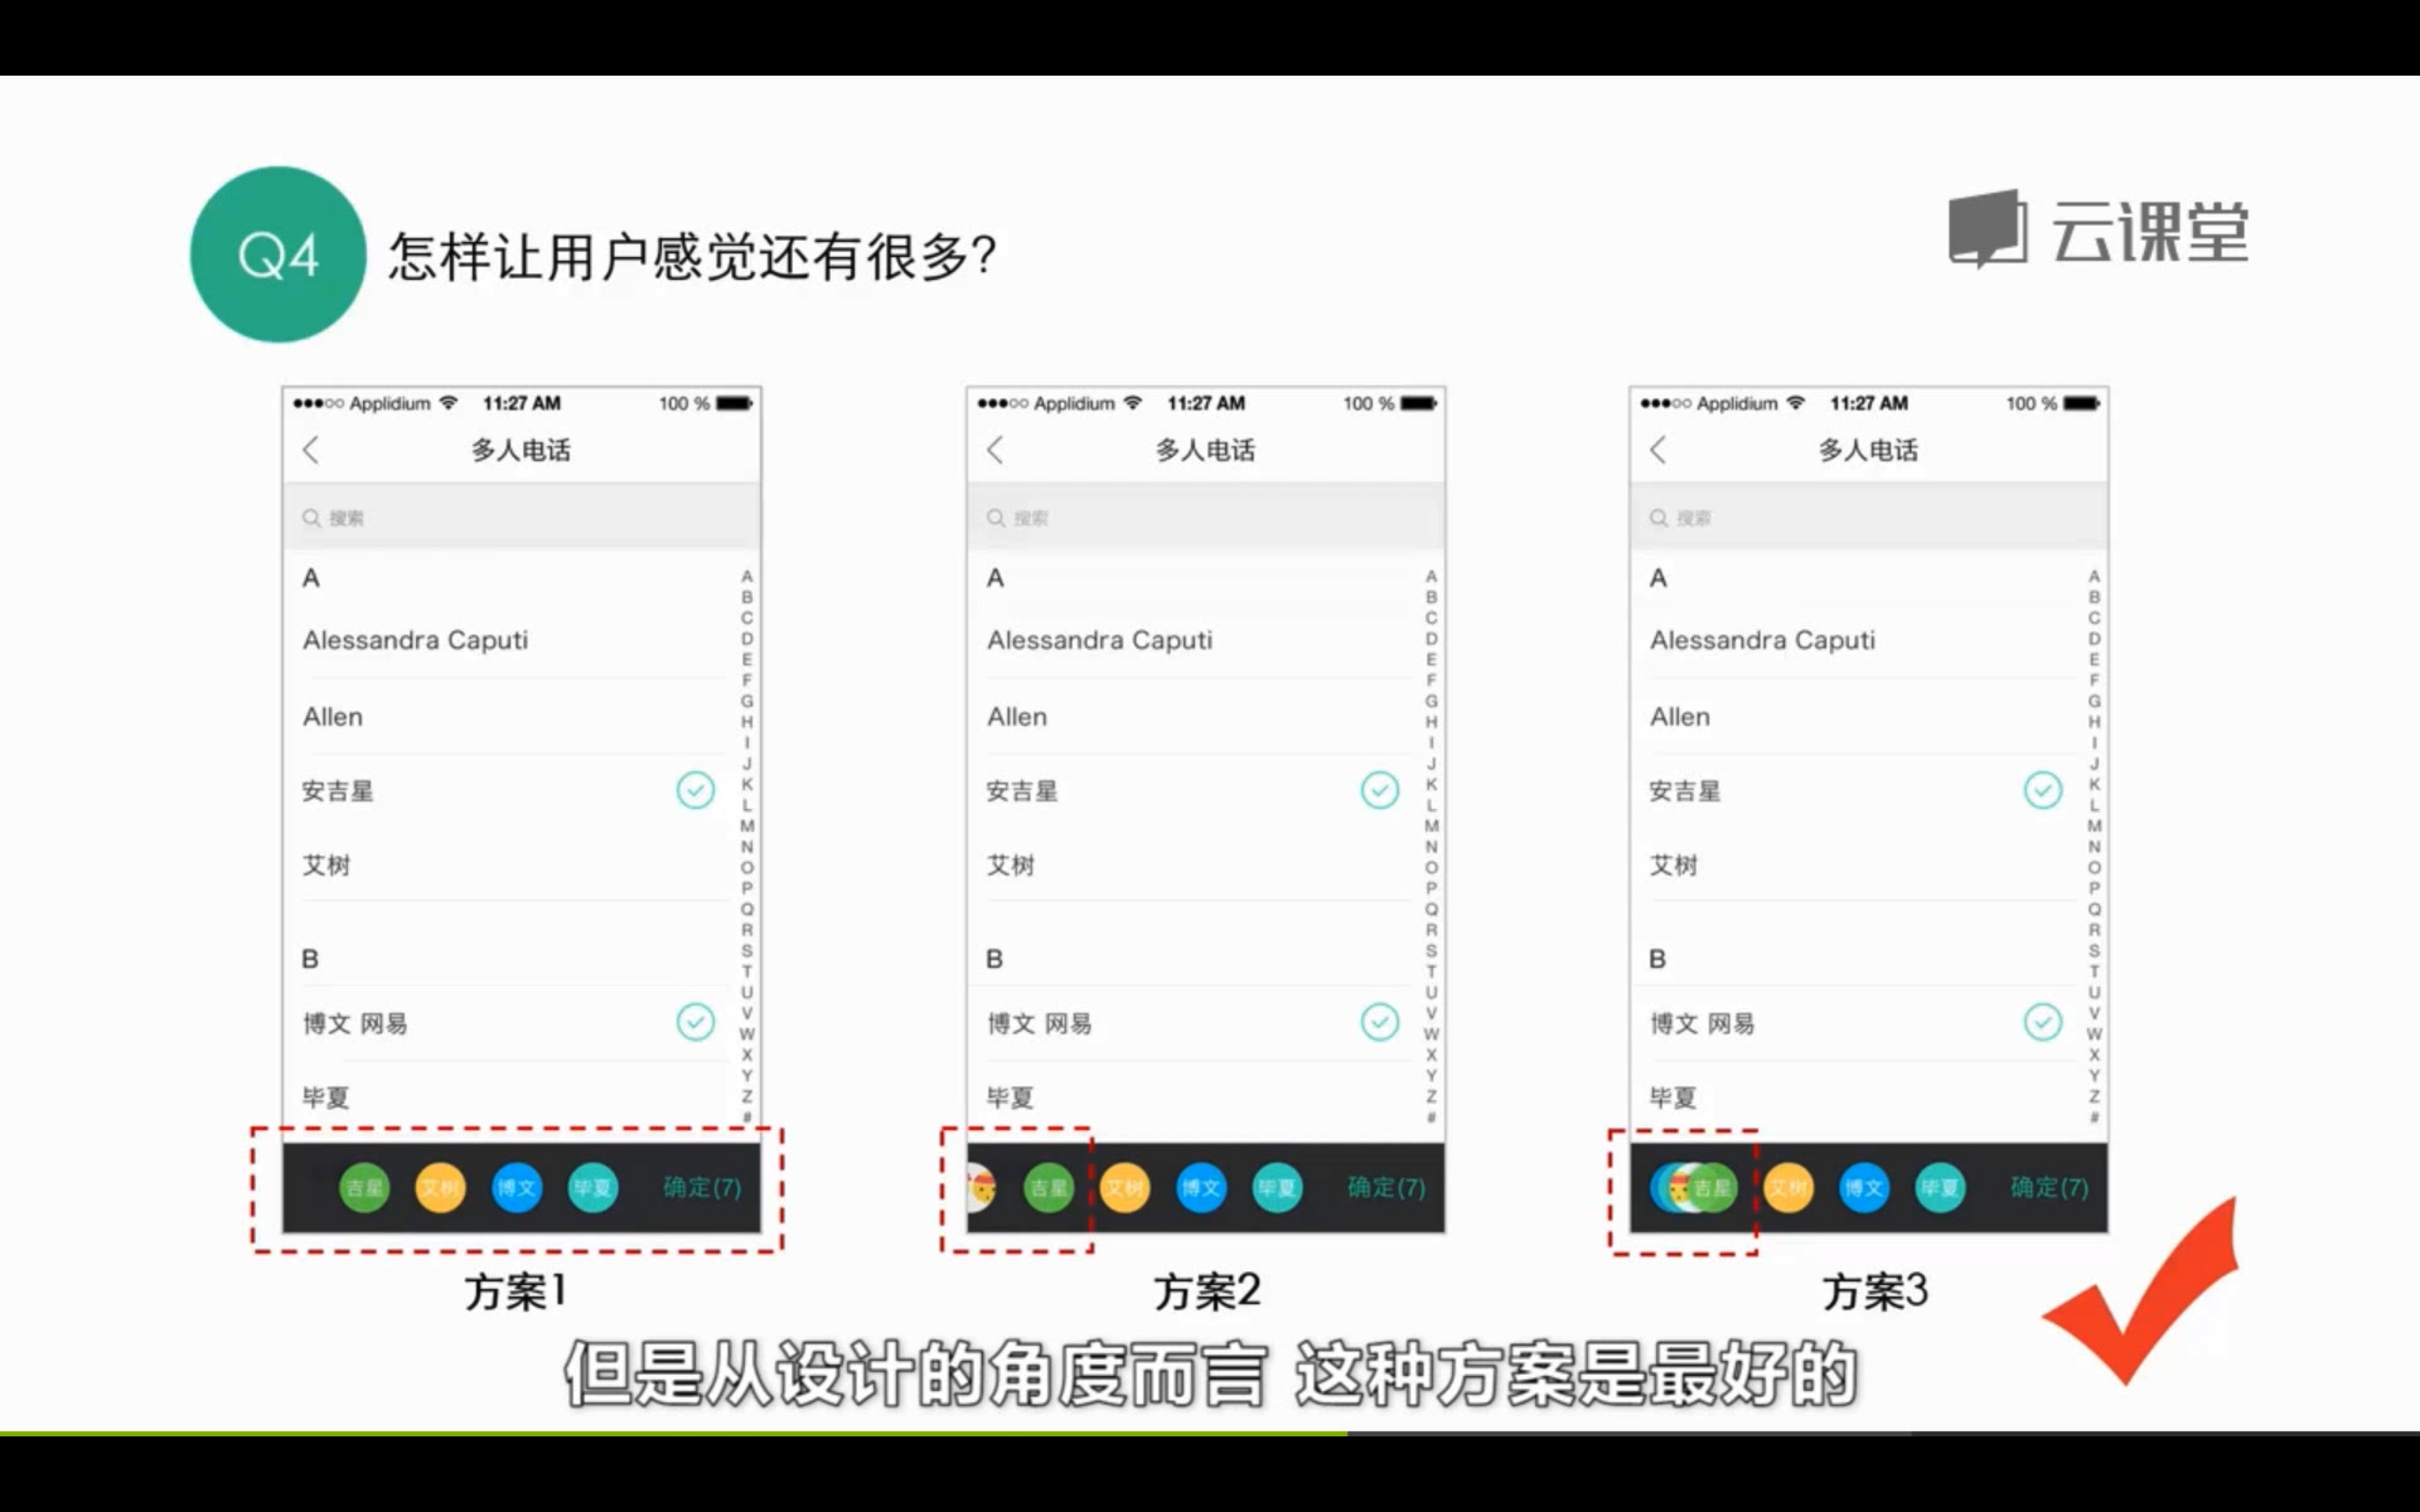 Q4 怎样让用户感觉还有很多?
云课堂
Applidium 11:27 AM 100 %
多人电话
搜索
A
Alessandra Caputi
Allen
安吉星
艾树
B
博文 网易
毕夏
A
B
C
D
E
F
G
H
I
J
K
L
M
N
O
P
Q
R
S
T
U
V
W
X
Y
Z
#
吉星 艾树 博文 毕夏 确定(7)
方案1
Applidium 11:27 AM 100 %
多人电话
搜索
A
Alessandra Caputi
Allen
安吉星
艾树
B
博文 网易
毕夏
A
B
C
D
E
F
G
H
I
J
K
L
M
N
O
P
Q
R
S
T
U
V
W
X
Y
Z
#
吉星 艾树 博文 毕夏 确定(7)
方案2
Applidium 11:27 AM 100 %
多人电话
搜索
A
Alessandra Caputi
Allen
安吉星
艾树
B
博文 网易
毕夏
A
B
C
D
E
F
G
H
I
J
K
L
M
N
O
P
Q
R
S
T
U
V
W
X
Y
Z
#
吉星 艾树 博文 毕夏 确定(7)
方案3
但是从设计的角度而言 这种方案是最好的